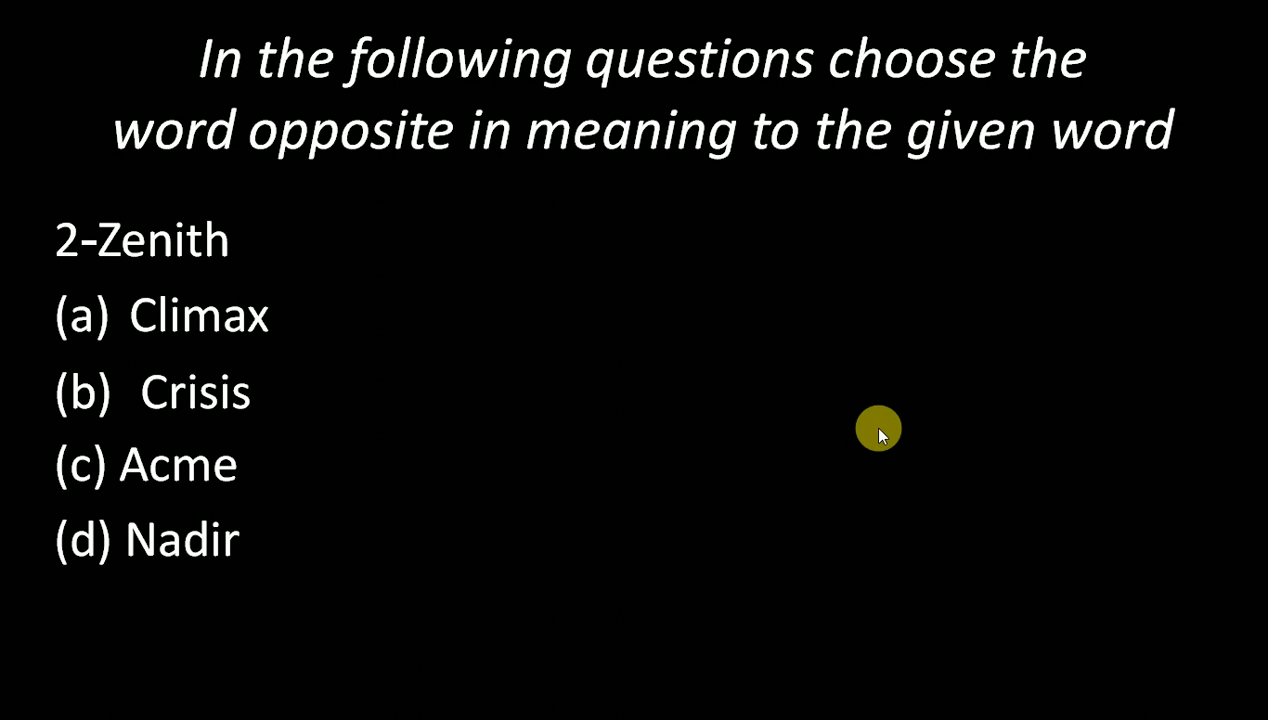 In the following questions choose the
word opposite in meaning to the given word
2-Zenith
(a) Climax
(b) Crisis
(c) Acme
(d) Nadir